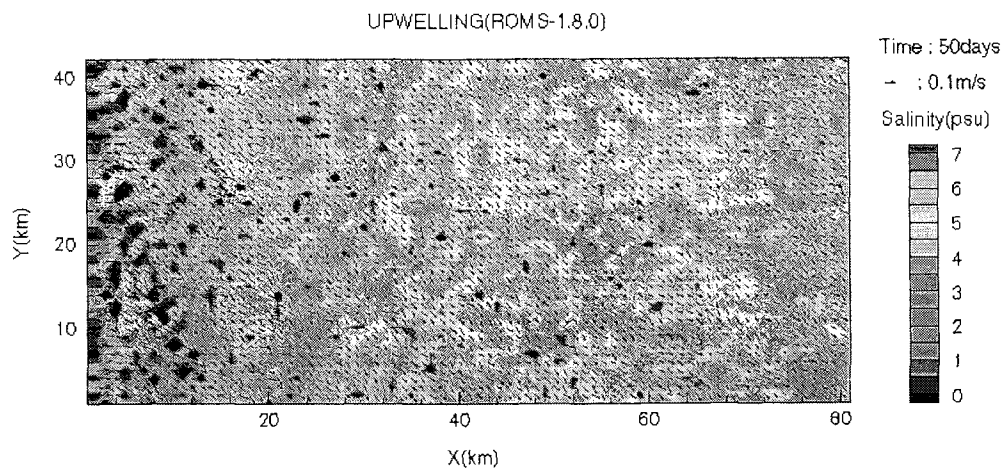 UPWELLING(ROMS-1.8.0)
Time : 50days
→ : 0.1m/s
Salinity(psu)
7
6
5
4
3
2
1
0
40
30
20
10
Y(km)
20
40
60
80
X(km)